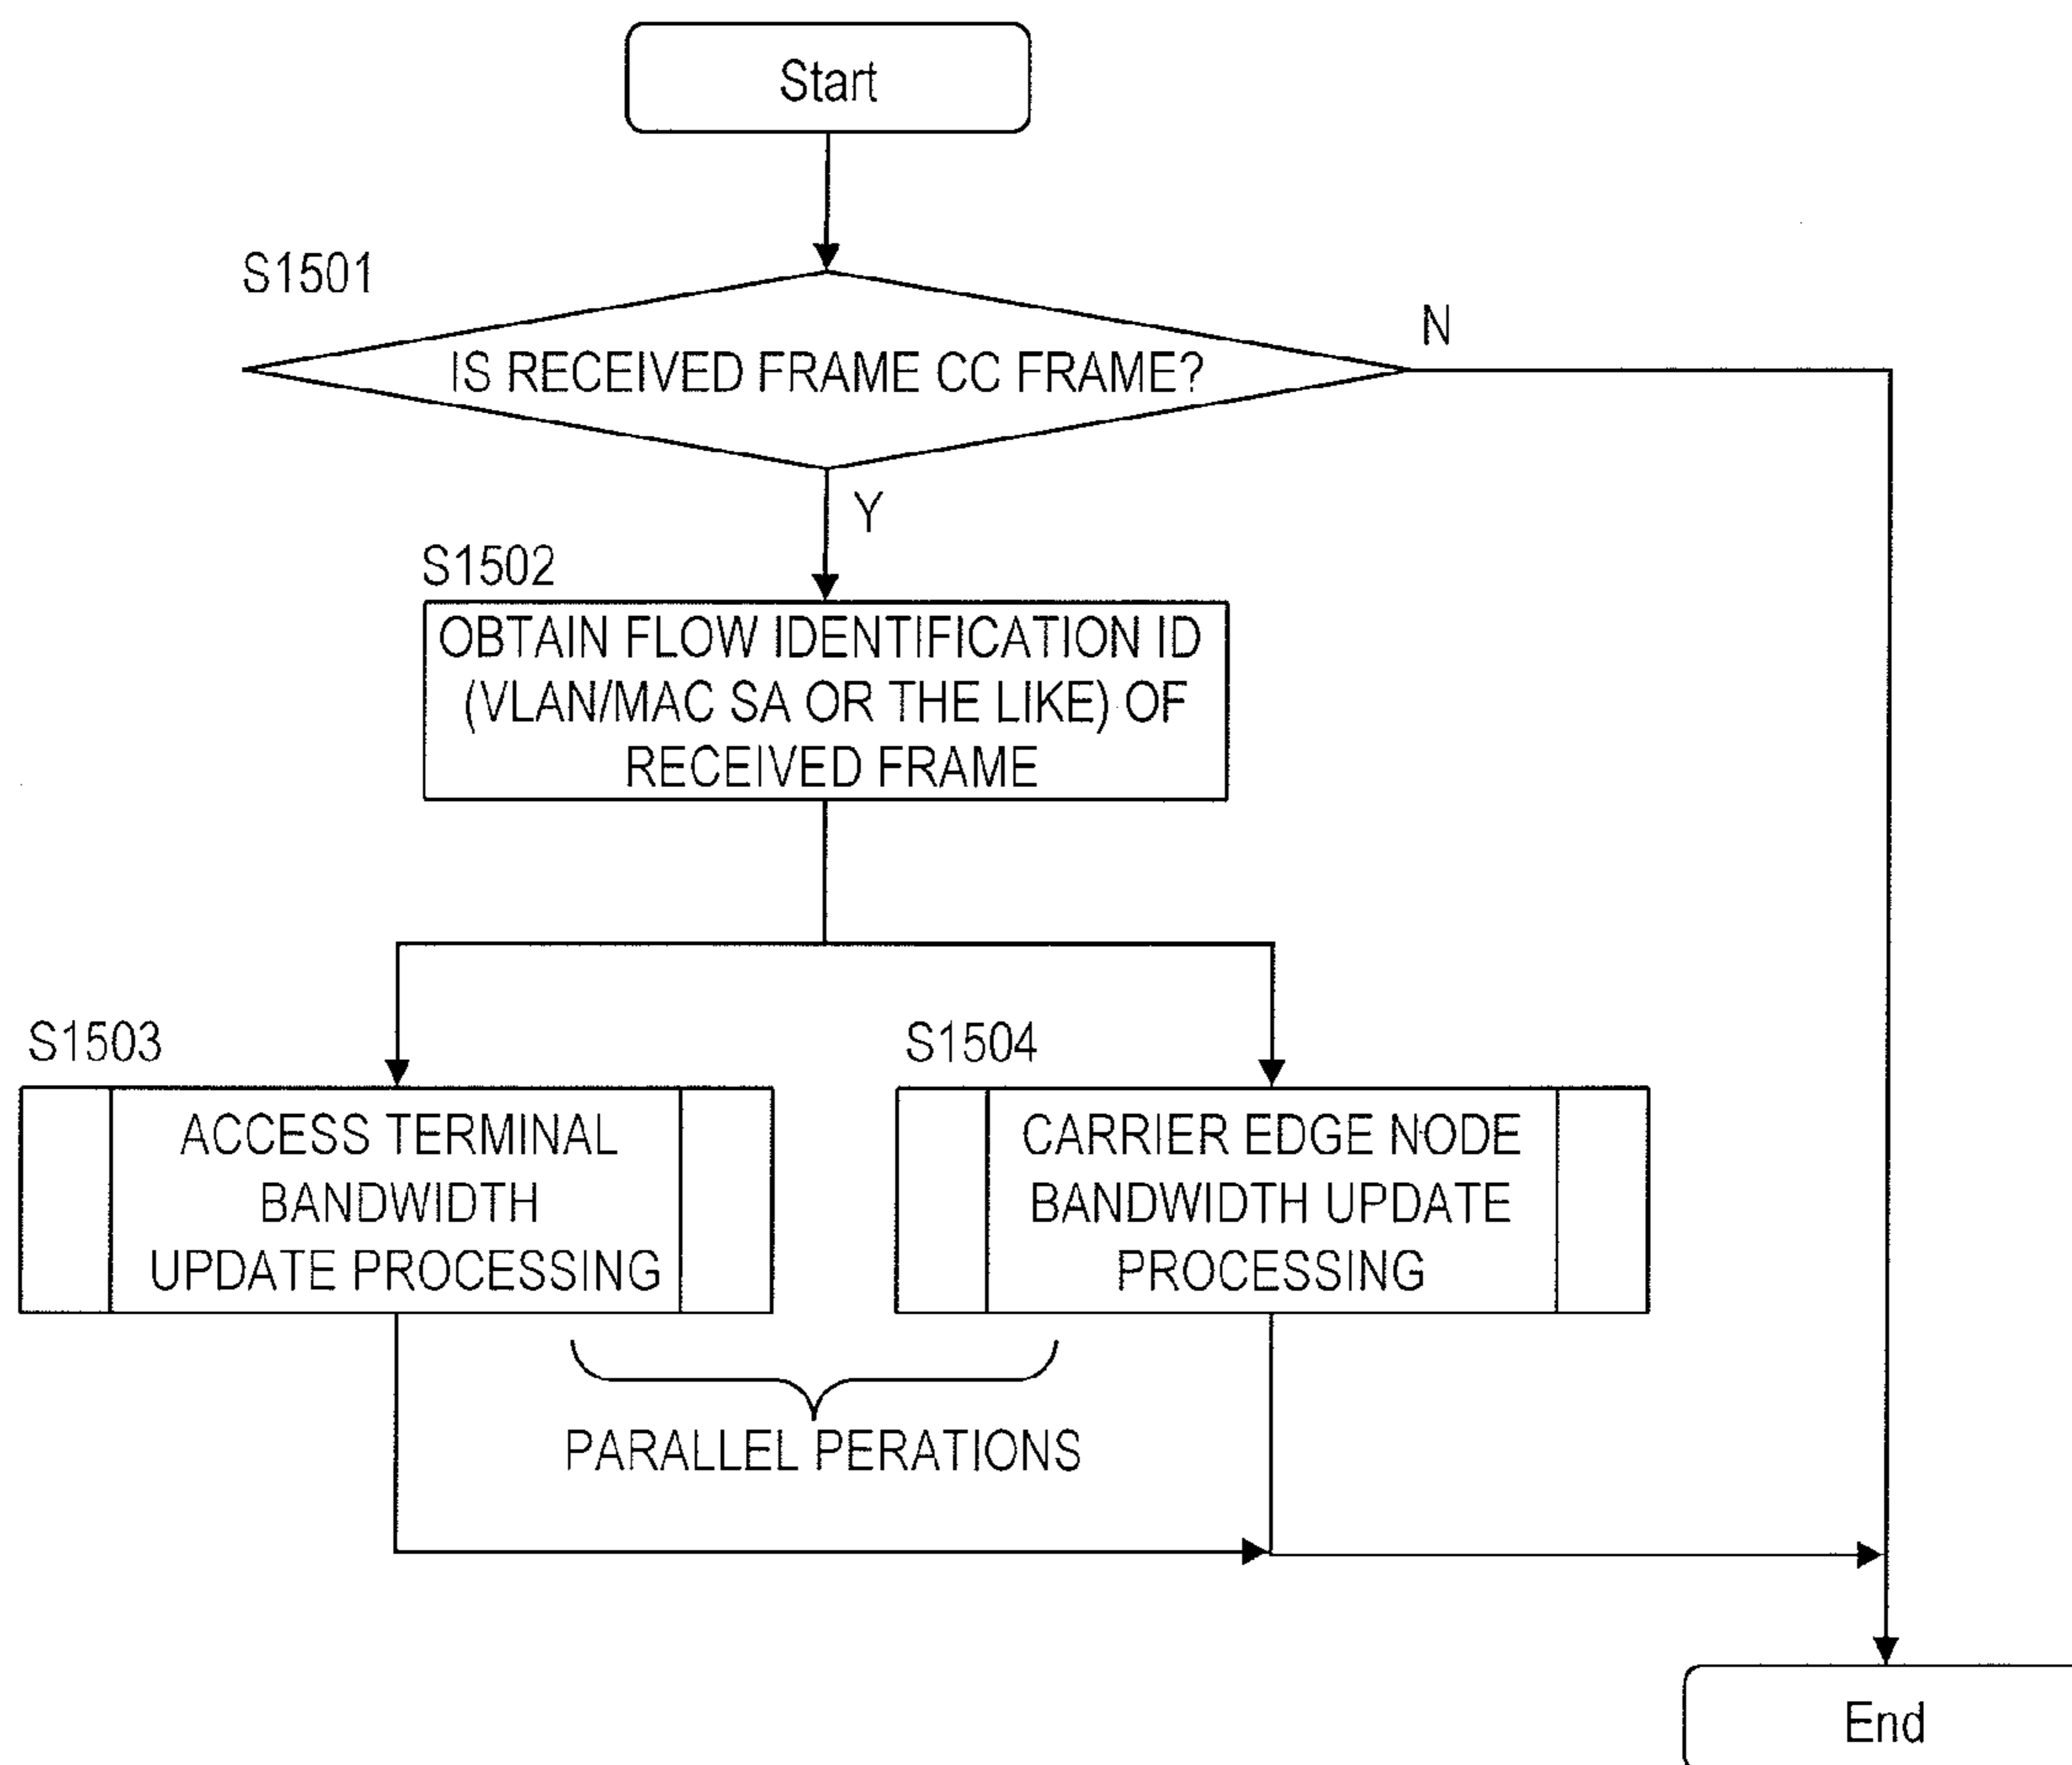 Start
S1501
IS RECEIVED FRAME CC FRAME?
N
Y
S1502
OBTAIN FLOW IDENTIFICATION ID
(VLAN/MAC SA OR THE LIKE) OF
RECEIVED FRAME
S1503
ACCESS TERMINAL
BANDWIDTH
UPDATE PROCESSING
S1504
CARRIER EDGE NODE
BANDWIDTH UPDATE
PROCESSING
PARALLEL PERATIONS
End